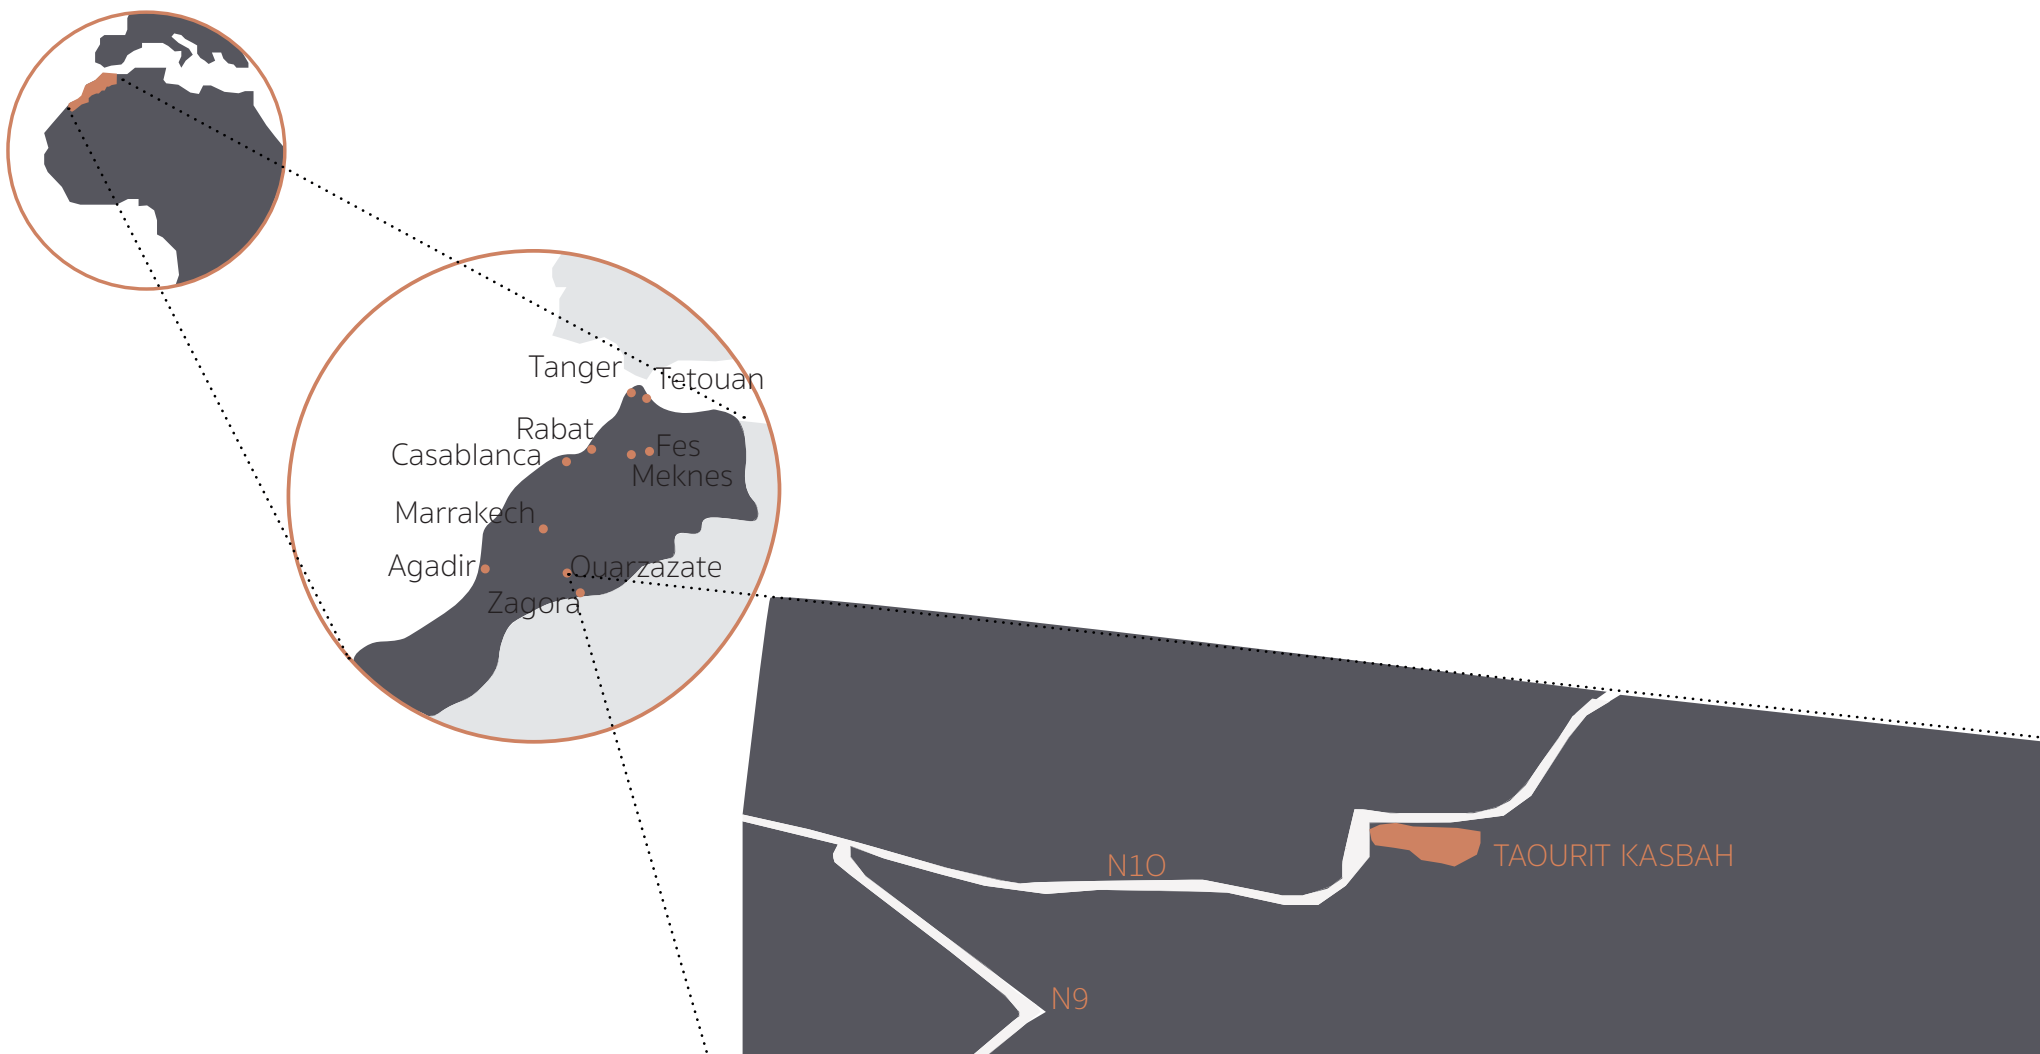 Tanger
Tetouan
Rabat
Fes
Casablanca
Meknes
Marrakech
Agadir
Ouarzazate
Zagora
TAOURIT KASBAH
N10
N9